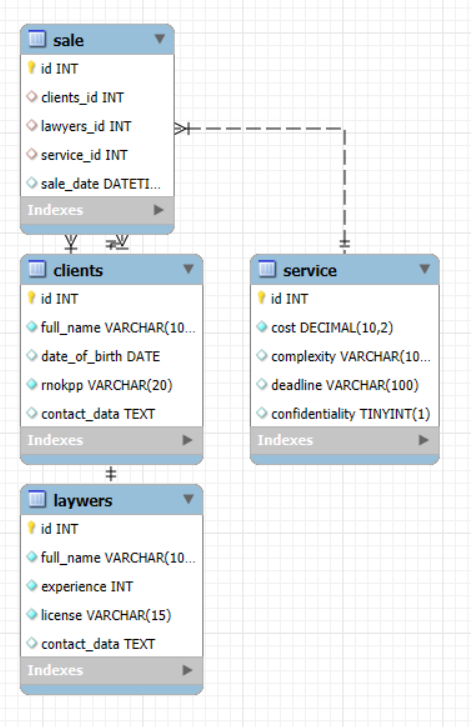 sale
id INT
clients_id INT
lawyers_id INT
service_id INT
sale_date DATETI...
Indexes
clients
id INT
full_name VARCHAR(10...
date_of_birth DATE
rnokpp VARCHAR(20)
contact_data TEXT
Indexes
service
id INT
cost DECIMAL(10,2)
complexity VARCHAR(10...
deadline VARCHAR(100)
confidentiality TINYINT(1)
Indexes
laywers
id INT
full_name VARCHAR(10...
experience INT
license VARCHAR(15)
contact_data TEXT
Indexes